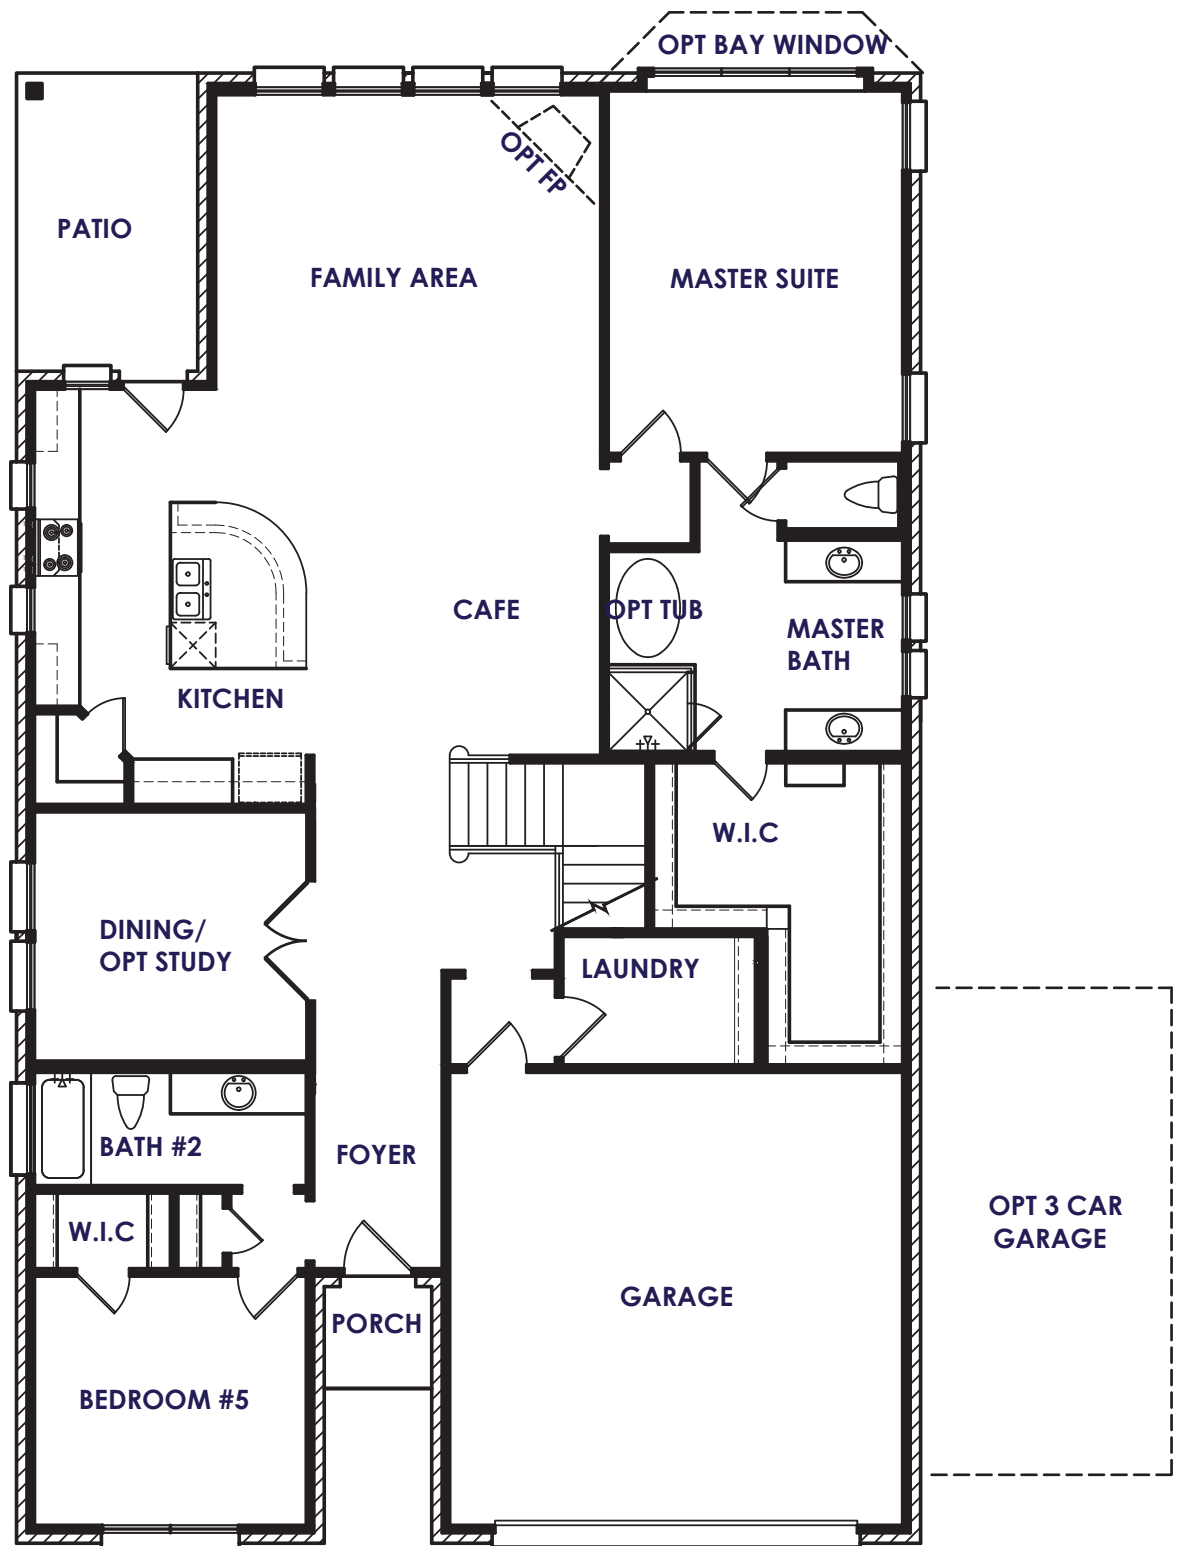 OPT BAY WINDOW
OPT FP
PATIO
FAMILY AREA
MASTER SUITE
CAFE
OPT TUB
MASTER
BATH
KITCHEN
W.I.C
DINING/
OPT STUDY
LAUNDRY
BATH #2
FOYER
W.I.C
OPT 3 CAR
GARAGE
GARAGE
PORCH
BEDROOM #5